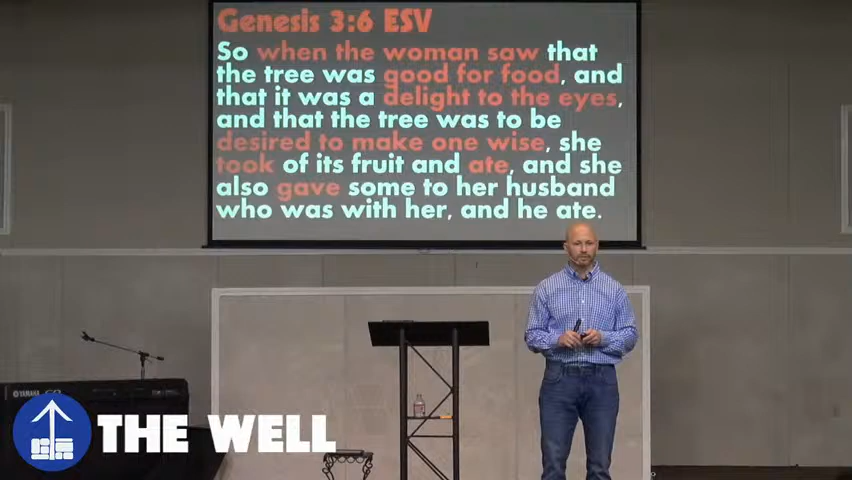 Genesis 3:6 ESV
So when the woman saw that
the tree was good for food, and
that it was a delight to the eyes,
and that the tree was to be
desired to make one wise, she
took of its fruit and ate, and she
also gave some to her husband
who was with her, and he ate.
YAMAHA
THE WELL